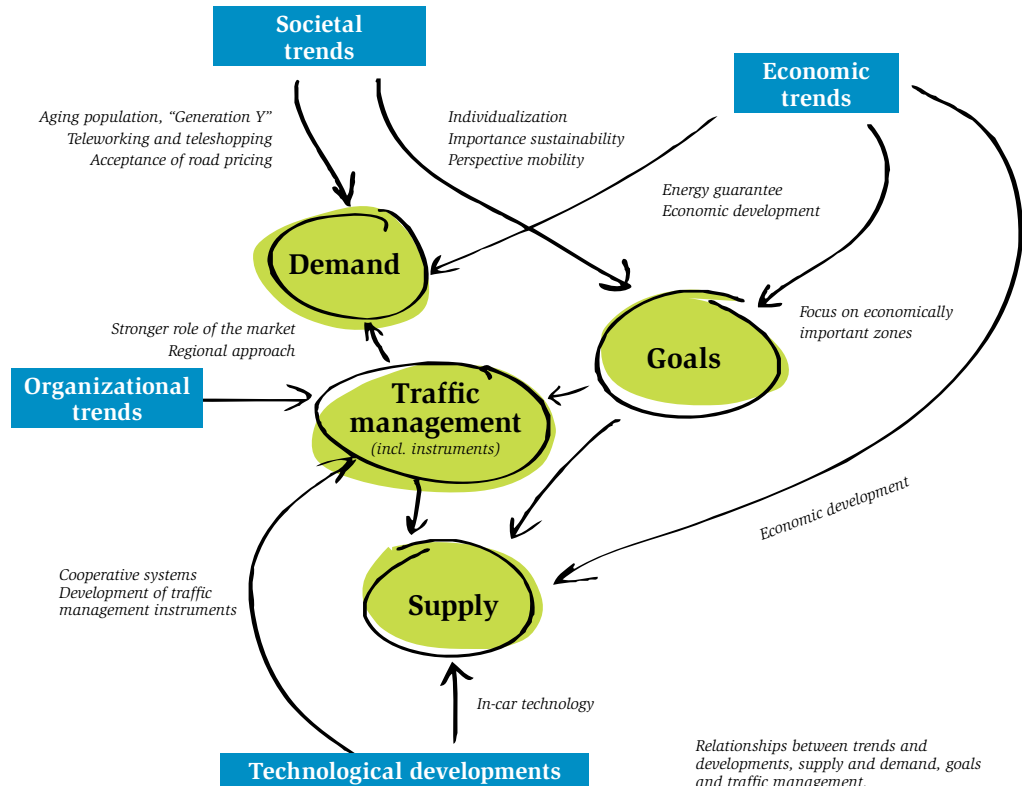 Societal
trends
Economic
trends
Aging population, “Generation Y”
Teleworking and teleshopping
Acceptance of road pricing
Individualization
Importance sustainability
Perspective mobility
Energy guarantee
Economic development
Demand
Stronger role of the market
Regional approach
Focus on economically
important zones
Goals
Organizational
trends
Traffic
management
(incl. instruments)
Economic development
Cooperative systems
Development of traffic
management instruments
Supply
In-car technology
Technological developments
Relationships between trends and
developments, supply and demand, goals
and traffic management.